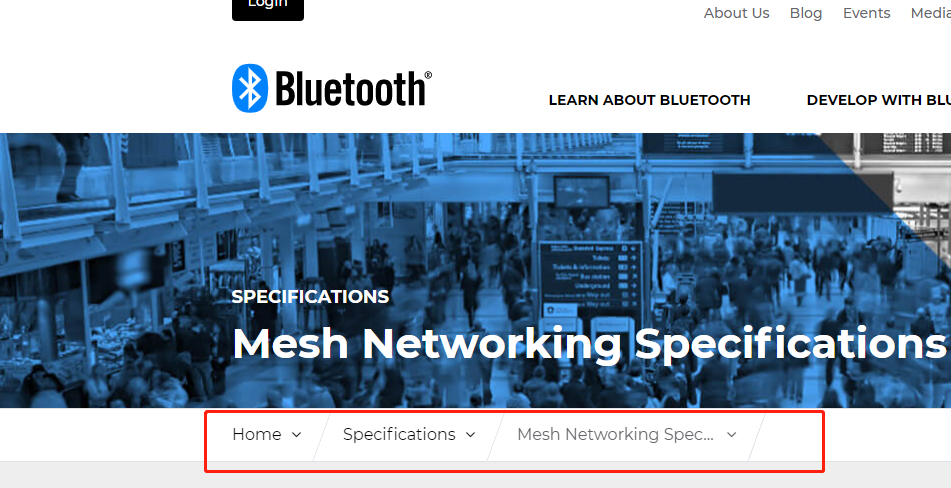 Login
About Us Blog Events Media
Bluetooth®
LEARN ABOUT BLUETOOTH DEVELOP WITH BLU
SPECIFICATIONS
Mesh Networking Specifications
Home Specifications Mesh Networking Spec...